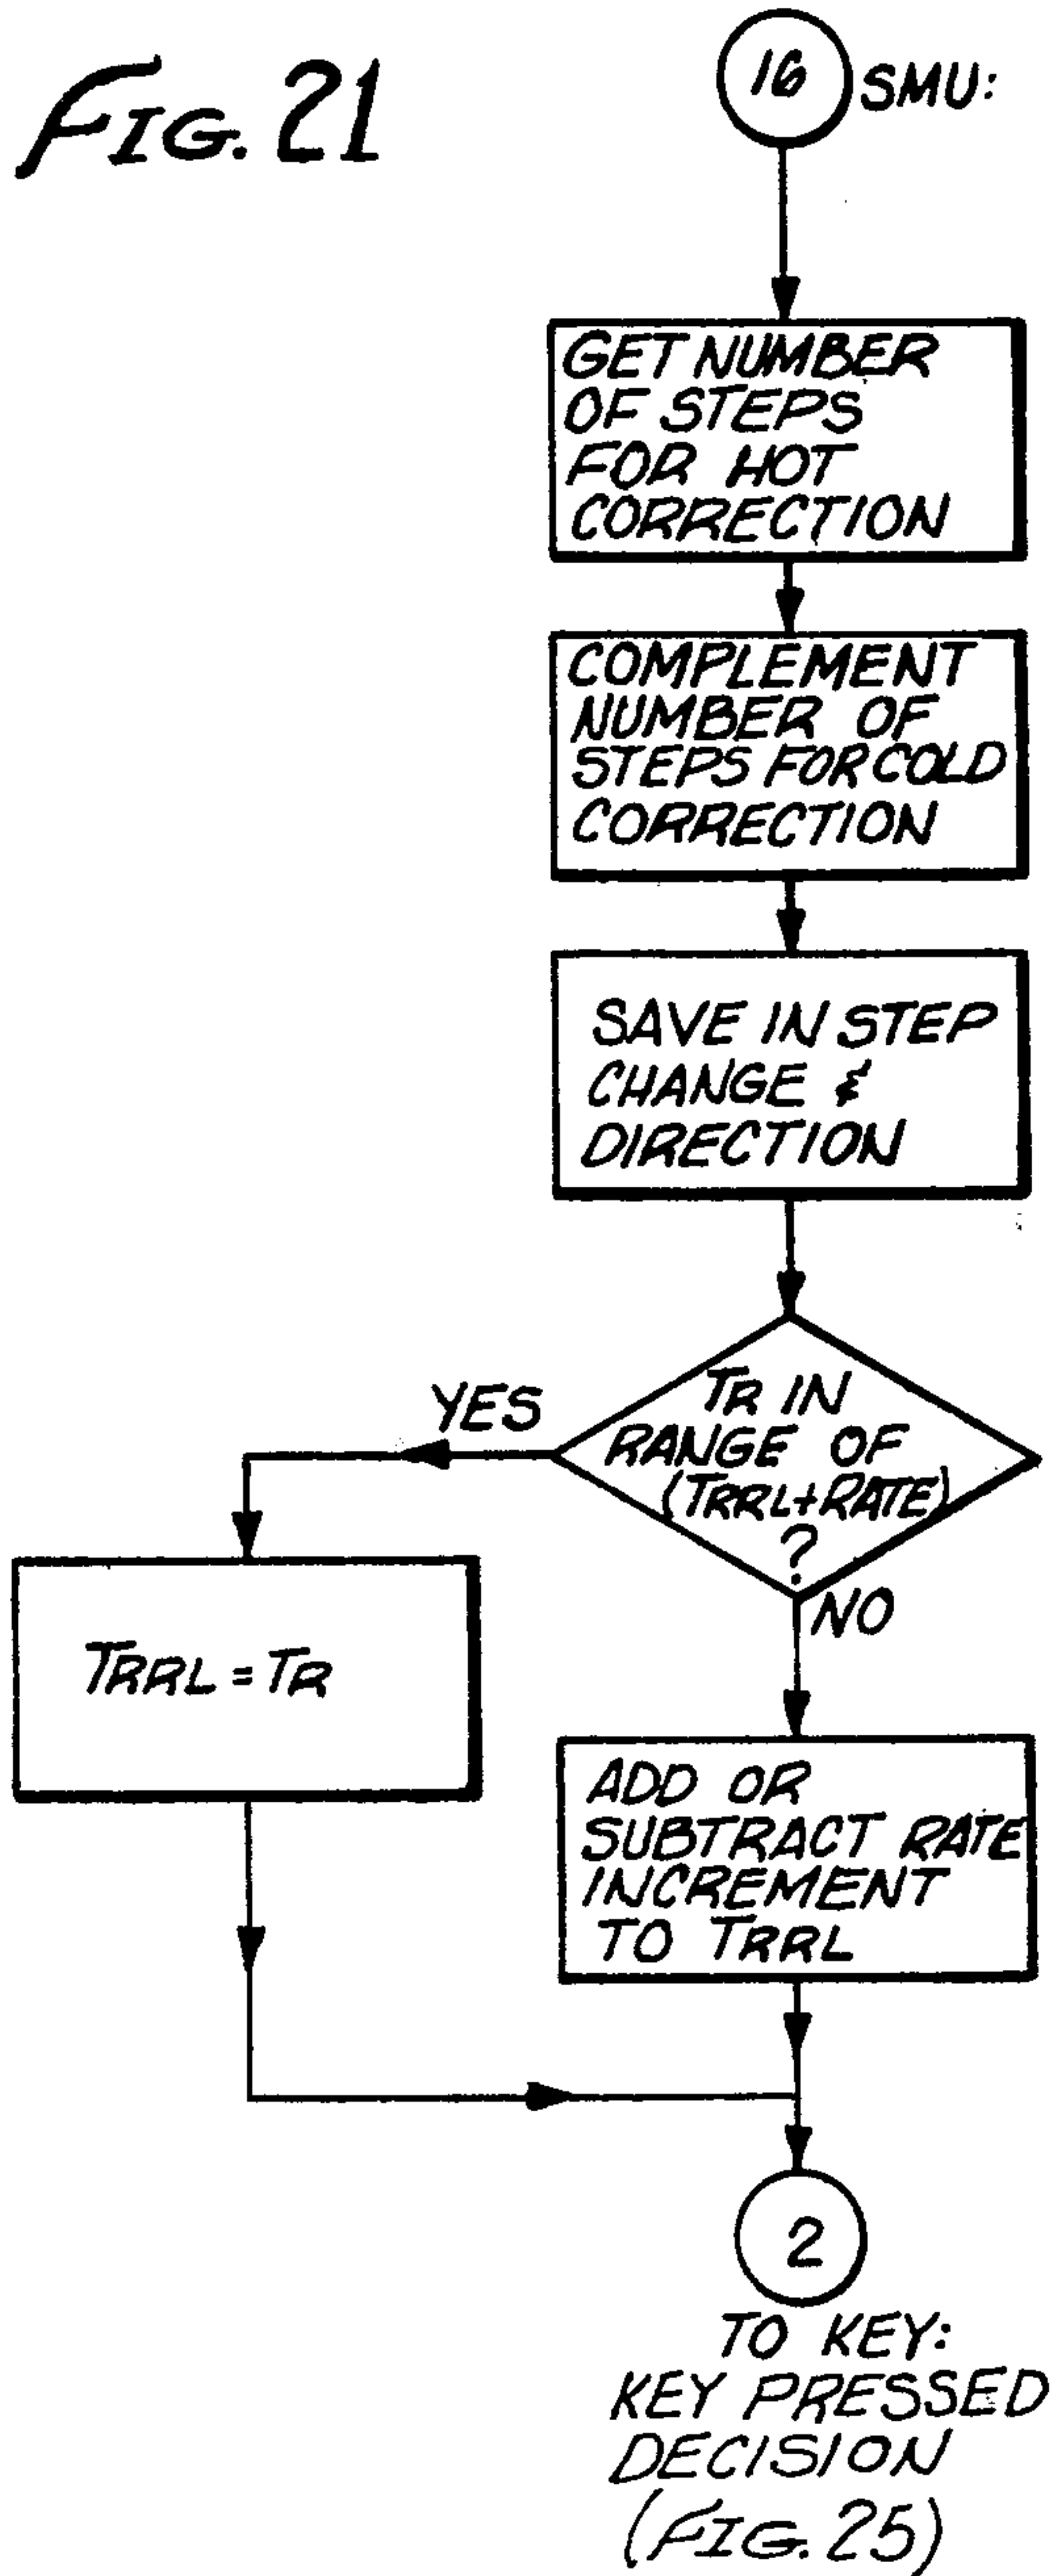 FIG. 21
16 SMU:
GET NUMBER
OF STEPS
FOR HOT
CORRECTION
COMPLEMENT
NUMBER OF
STEPS FOR COLD
CORRECTION
SAVE IN STEP
CHANGE &
DIRECTION
TR IN
RANGE OF
(TRRL+RATE)
?
YES
NO
TRRL = TR
ADD OR
SUBTRACT RATE
INCREMENT
TO TRRL
2
TO KEY:
KEY PRESSED
DECISION
(FIG. 25)